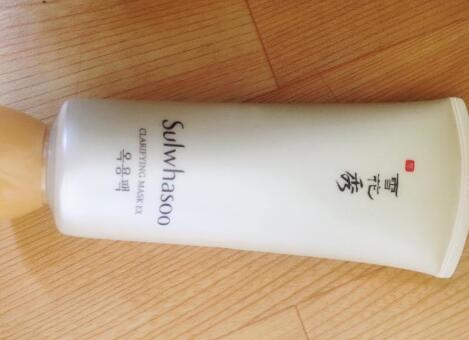 雪花秀
Sulwhasoo
CLARIFYING MASK EX
옥용팩